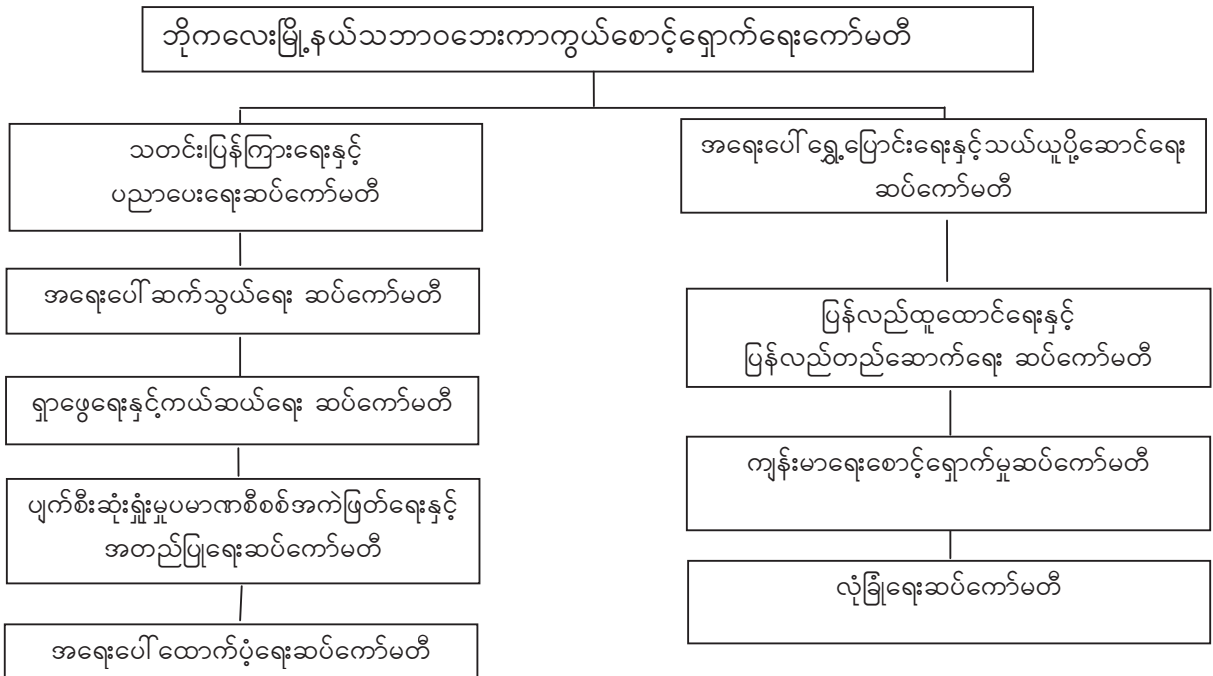 ဘိုကလေးမြို့နယ်သဘာဝဘေးကာကွယ်စောင့်ရှောက်ရေးကော်မတီ
သတင်း၊ပြန်ကြားရေးနှင့်
ပညာပေးရေးဆပ်ကော်မတီ
အရေးပေါ်ဆက်သွယ်ရေး ဆပ်ကော်မတီ
ရှာဖွေရေးနှင့်ကယ်ဆယ်ရေး ဆပ်ကော်မတီ
ပျက်စီးဆုံးရှုံးမှုပမာဏစီစစ်အကဲဖြတ်ရေးနှင့်
အတည်ပြုရေးဆပ်ကော်မတီ
အရေးပေါ်ထောက်ပံ့ရေးဆပ်ကော်မတီ
အရေးပေါ်ရွှေ့ပြောင်းရေးနှင့်သယ်ယူပို့ဆောင်ရေး
ဆပ်ကော်မတီ
ပြန်လည်ထူထောင်ရေးနှင့်
ပြန်လည်တည်ဆောက်ရေး ဆပ်ကော်မတီ
ကျန်းမာရေးစောင့်ရှောက်မှုဆပ်ကော်မတီ
လုံခြုံရေးဆပ်ကော်မတီ